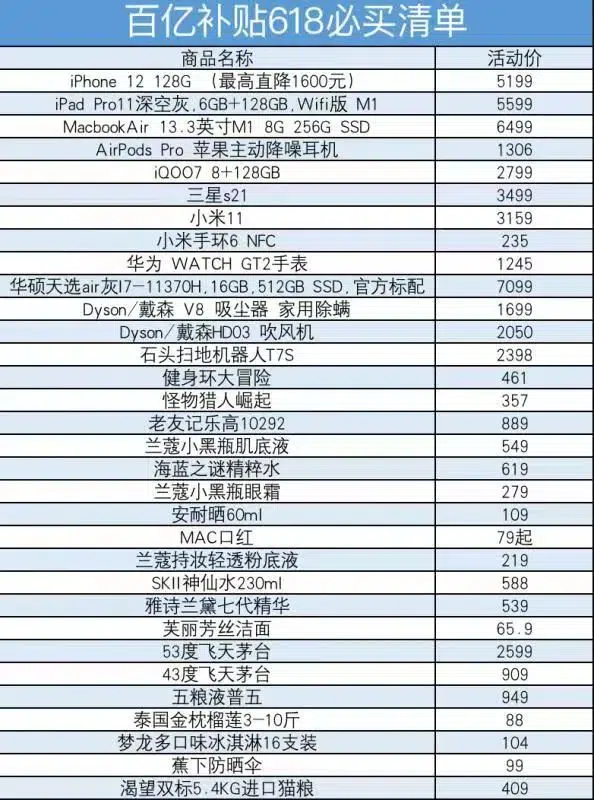 百亿补贴618必买清单
商品名称 活动价
iPhone 12 128G （最高直降1600元） 5199
iPad Pro11深空灰,6GB+128GB,Wifi版 M1 5599
MacbookAir 13.3英寸M1 8G 256G SSD 6499
AirPods Pro 苹果主动降噪耳机 1306
iQOO7 8+128GB 2799
三星s21 3499
小米11 3159
小米手环6 NFC 235
华为 WATCH GT2手表 1245
华硕天选air灰I7-11370H,16GB,512GB SSD,官方标配 7099
Dyson/戴森 V8 吸尘器 家用除螨 1699
Dyson/戴森HD03 吹风机 2050
石头扫地机器人T7S 2398
健身环大冒险 461
怪物猎人崛起 357
老友记乐高10292 889
兰蔻小黑瓶肌底液 549
海蓝之谜精粹水 619
兰蔻小黑瓶眼霜 279
安耐晒60ml 109
MAC口红 79起
兰蔻持妆轻透粉底液 219
SKII神仙水230ml 588
雅诗兰黛七代精华 539
芙丽芳丝洁面 65.9
53度飞天茅台 2599
43度飞天茅台 909
五粮液普五 949
泰国金枕榴莲3-10斤 88
梦龙多口味冰淇淋16支装 104
蕉下防晒伞 99
渴望双标5.4KG进口猫粮 409